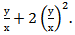 y/x + 2 (y/x)².